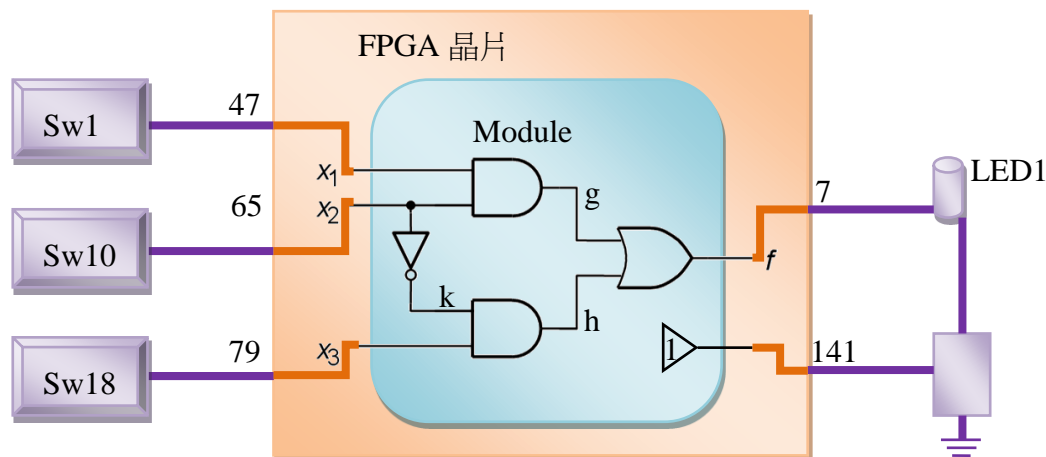 FPGA 晶片
Module
Sw1
47
x1
g
7
LED1
Sw10
65
x2
f
k
h
Sw18
79
x3
1
141